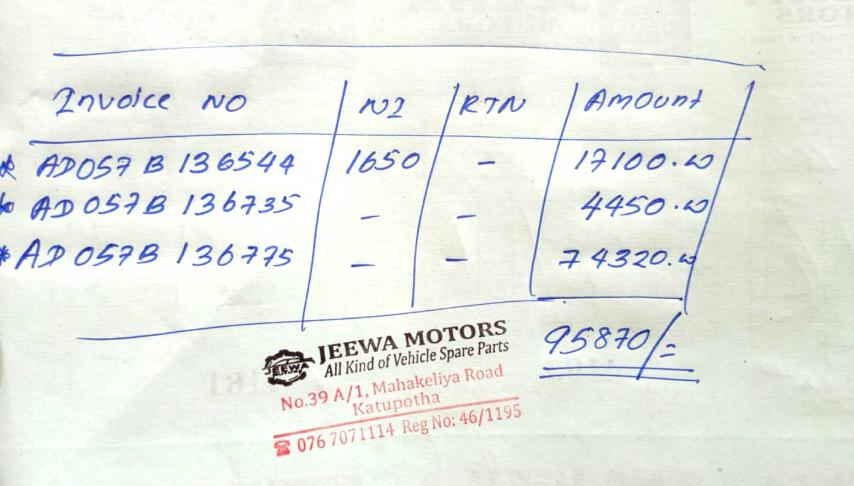 Invoice NO N2 RTN Amount
* AD057B 136544 1650 - 17100.00
* AD057B 136735 - - 4450.00
* AD057B 136775 - - 74320.00
95870/=
JEEWA
JEEWA MOTORS
All Kind of Vehicle Spare Parts
No.39 A/1, Mahakeliya Road
Katupotha
☎ 076 7071114 Reg No: 46/1195